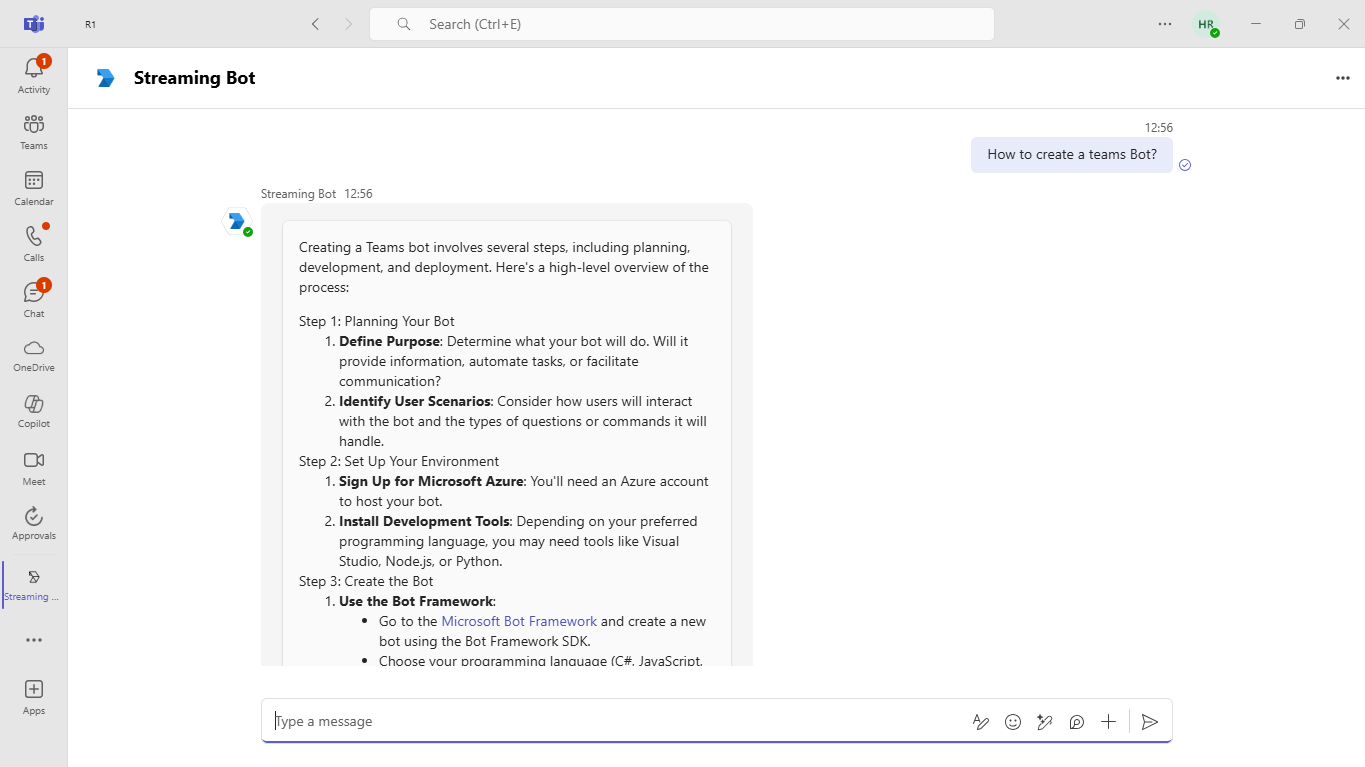 R1
Search (Ctrl+E)
HR
1
Activity
Teams
Calendar
Calls
1
Chat
OneDrive
Copilot
Meet
Approvals
Streaming ...
Apps
Streaming Bot
12:56
How to create a teams Bot?
Streaming Bot 12:56
Creating a Teams bot involves several steps, including planning,
development, and deployment. Here's a high-level overview of the
process:
Step 1: Planning Your Bot
1. Define Purpose: Determine what your bot will do. Will it
provide information, automate tasks, or facilitate
communication?
2. Identify User Scenarios: Consider how users will interact
with the bot and the types of questions or commands it will
handle.
Step 2: Set Up Your Environment
1. Sign Up for Microsoft Azure: You'll need an Azure account
to host your bot.
2. Install Development Tools: Depending on your preferred
programming language, you may need tools like Visual
Studio, Node.js, or Python.
Step 3: Create the Bot
1. Use the Bot Framework:
• Go to the Microsoft Bot Framework and create a new
bot using the Bot Framework SDK.
• Choose your programming language (C#, JavaScript,
Type a message